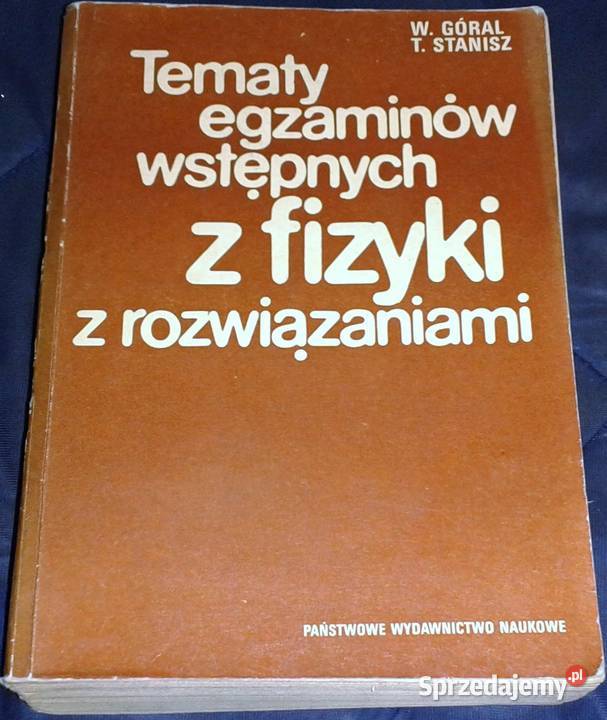 W. GÓRAL
T. STANISZ
Tematy
egzaminów
wstępnych
z fizyki
z rozwiązaniami
PAŃSTWOWE WYDAWNICTWO NAUKOWE
Sprzedajemy.pl